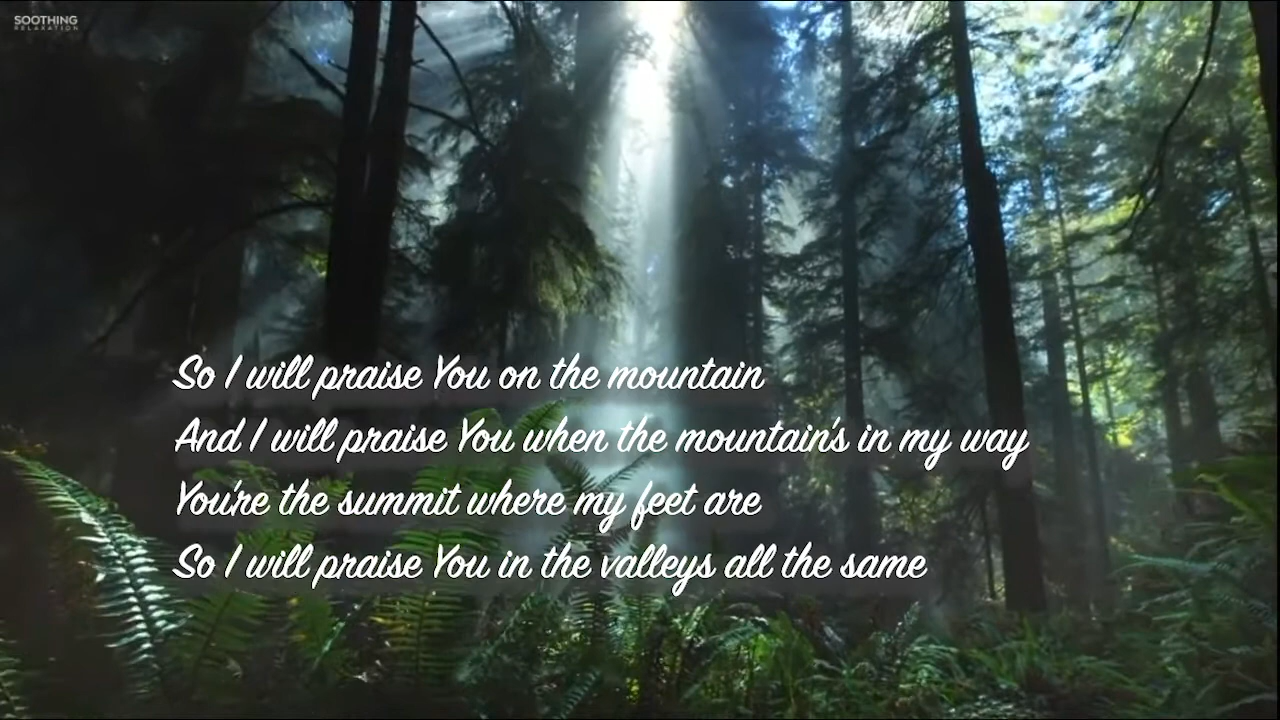 SOOTHING
RELAXATION
So I will praise You on the mountain
And I will praise You when the mountain's in my way
You're the summit where my feet are
So I will praise You in the valleys all the same